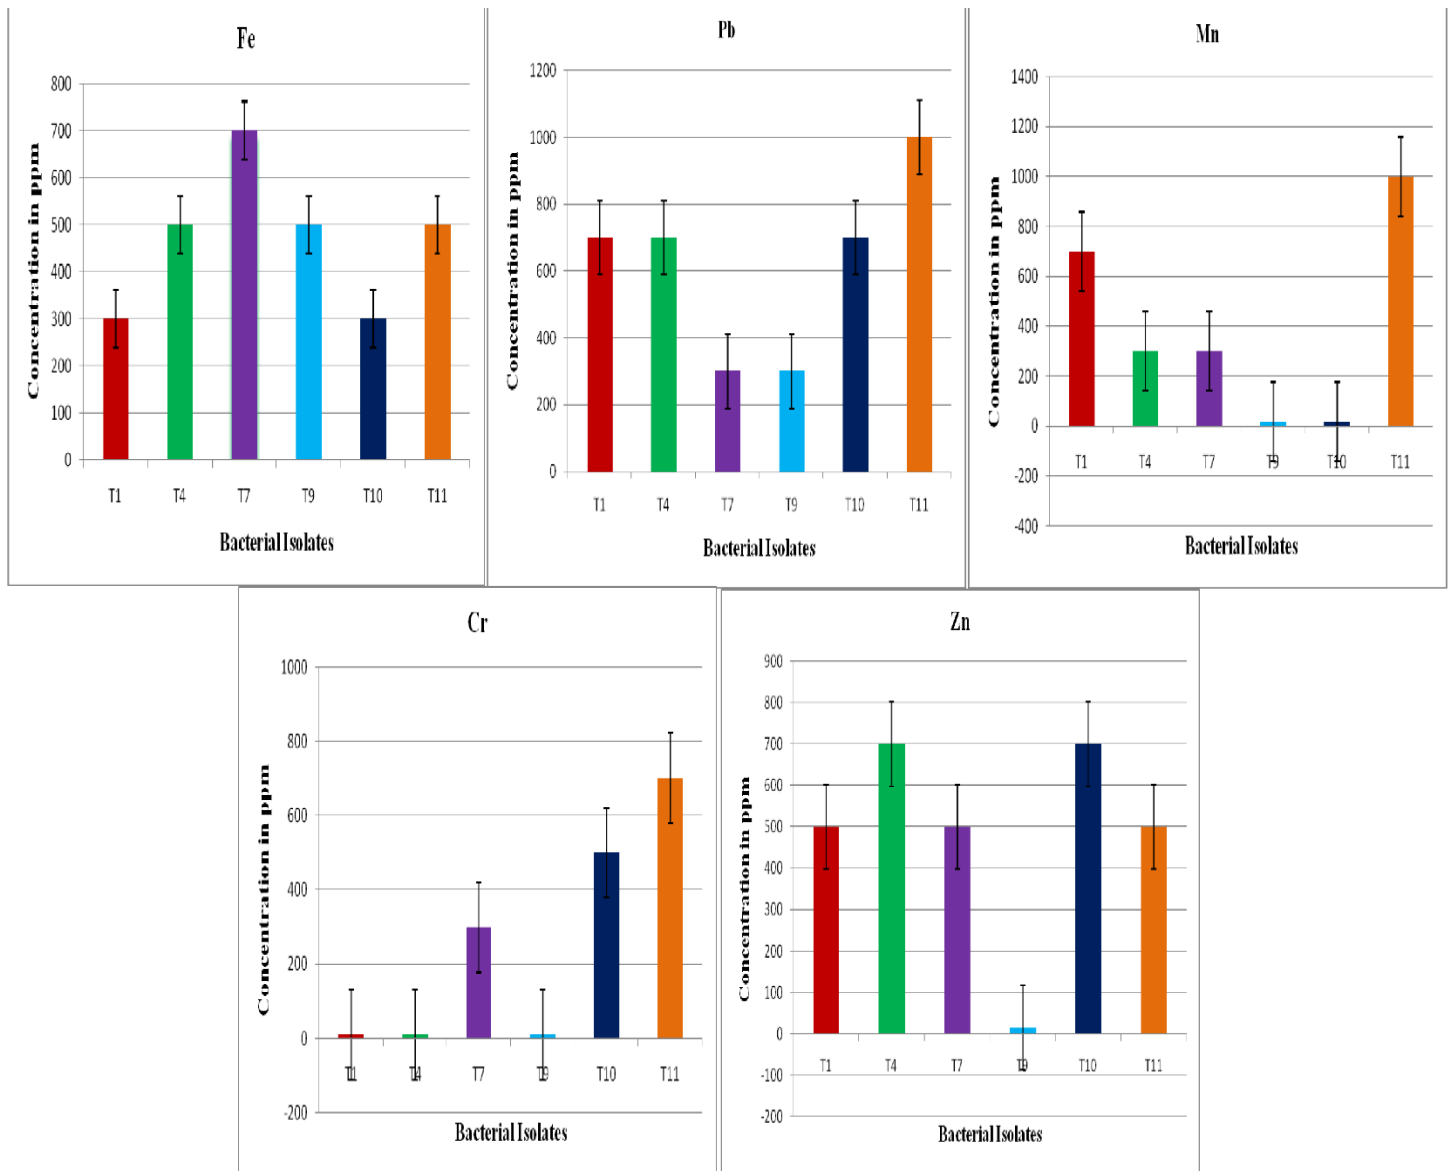 Fe
Concentration in ppm
800
700
600
500
400
300
200
100
0
T1 T4 T7 T9 T10 T11
Bacterial Isolates
Pb
Concentration in ppm
1200
1000
800
600
400
200
0
T1 T4 T7 T9 T10 T11
Bacterial Isolates
Mn
Concentration in ppm
1400
1200
1000
800
600
400
200
0
-200
-400
T1 T4 T7 T9 T10 T11
Bacterial Isolates
Cr
Concentration in ppm
1000
800
600
400
200
0
-200
T1 T4 T7 T9 T10 T11
Bacterial Isolates
Zn
Concentration in ppm
900
800
700
600
500
400
300
200
100
0
-100
-200
T1 T4 T7 T9 T10 T11
Bacterial Isolates